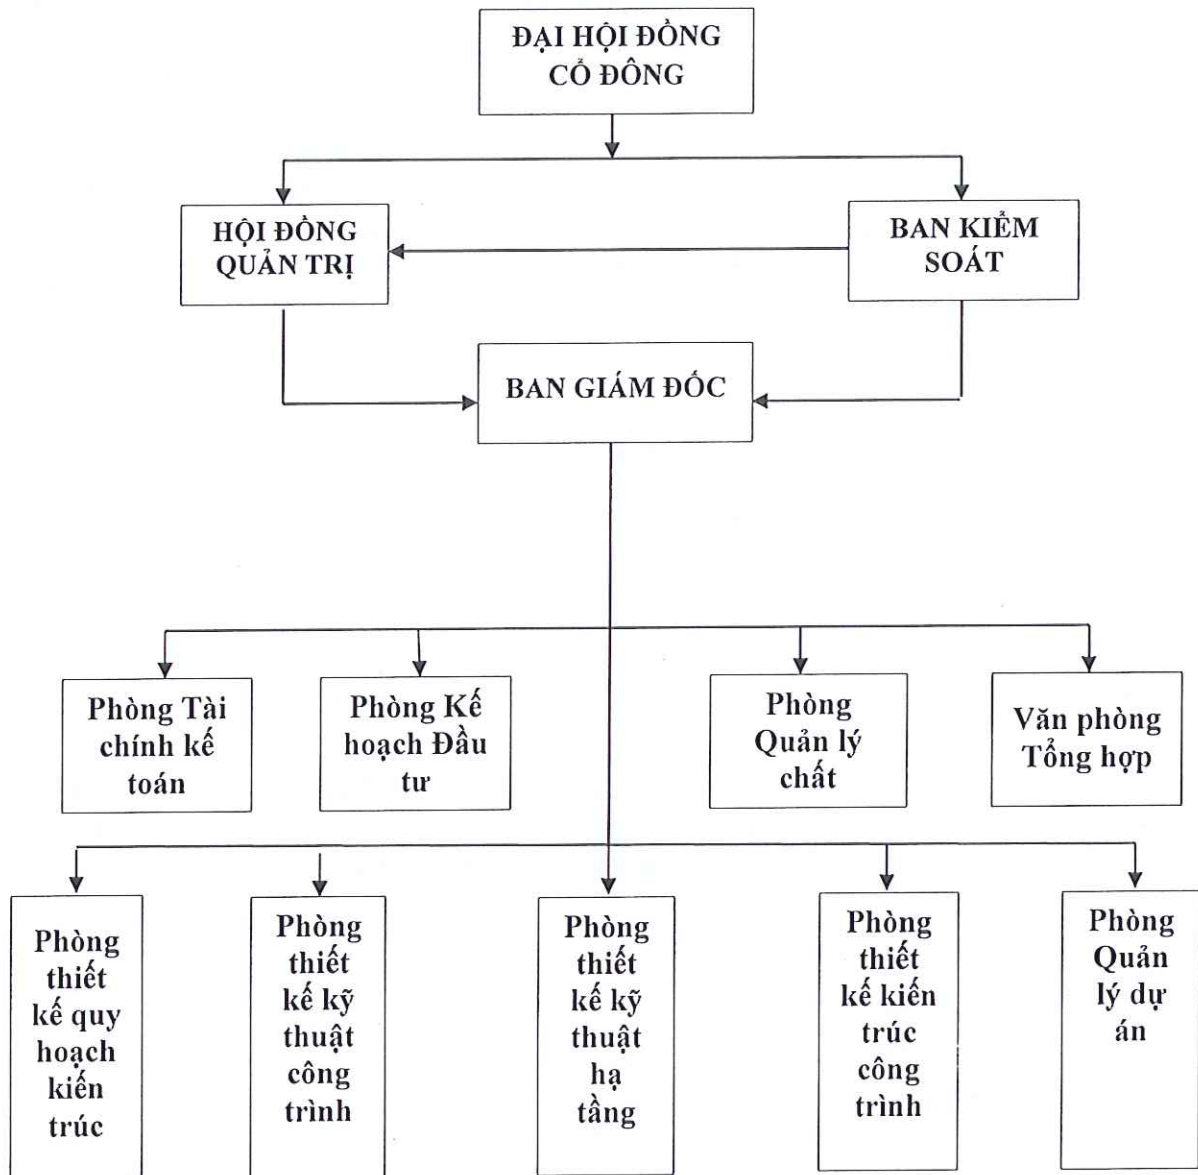 ĐẠI HỘI ĐỒNG
CỔ ĐÔNG
HỘI ĐỒNG
QUẢN TRỊ
BAN KIỂM
SOÁT
BAN GIÁM ĐỐC
Phòng Tài
chính kế
toán
Phòng Kế
hoạch Đầu
tư
Phòng
Quản lý
chất
Văn phòng
Tổng hợp
Phòng
thiết
kế quy
hoạch
kiến
trúc
Phòng
thiết
kế kỹ
thuật
công
trình
Phòng
thiết
kế kỹ
thuật
hạ
tầng
Phòng
thiết
kế kiến
trúc
công
trình
Phòng
Quản
lý dự
án